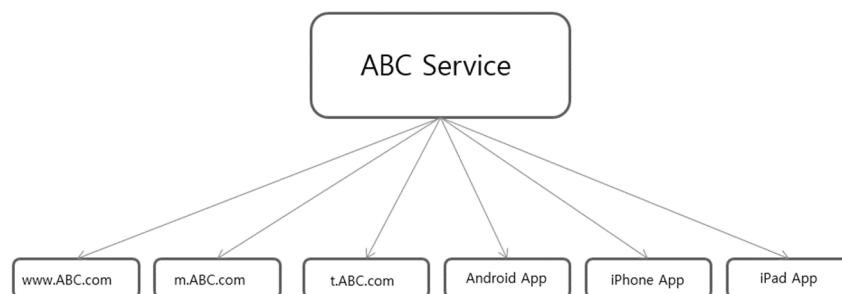 ABC Service
www.ABC.com
m.ABC.com
t.ABC.com
Android App
iPhone App
iPad App